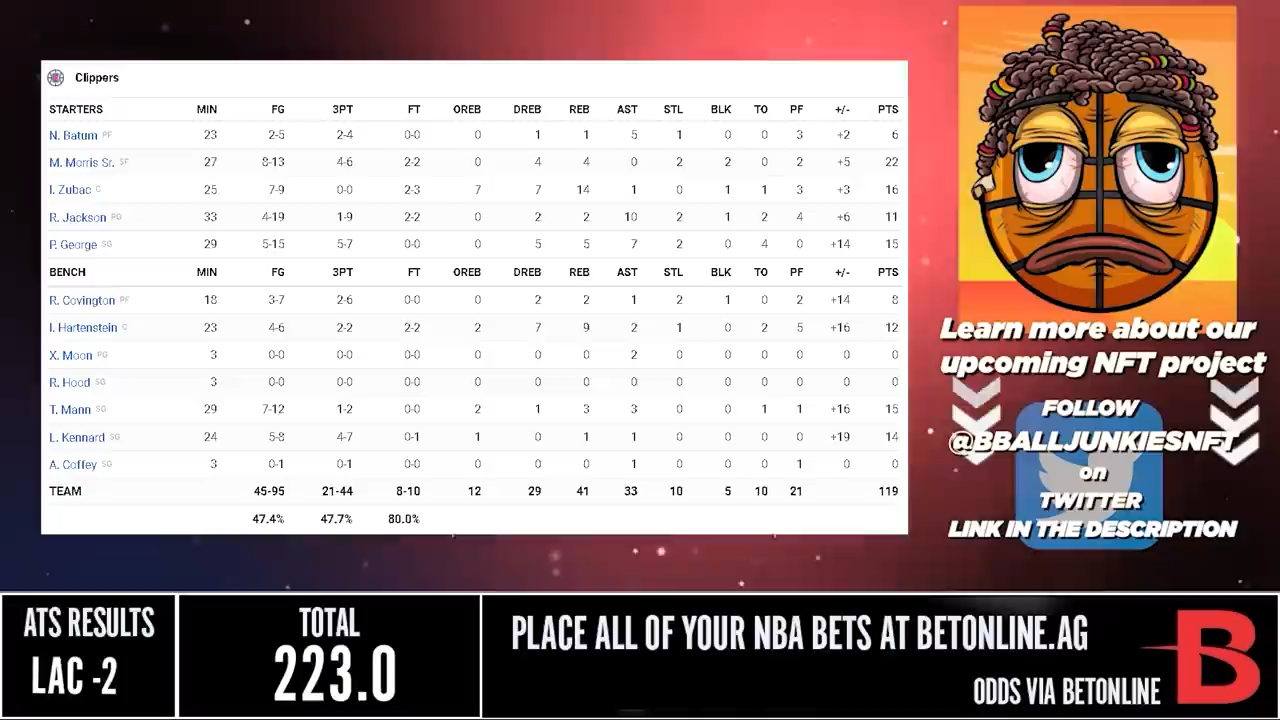 Clippers
STARTERS MIN FG 3PT FT OREB DREB REB AST STL BLK TO PF +/- PTS
N. Batum PF 23 2-5 2-4 0-0 0 1 1 5 1 0 0 3 +2 6
M. Morris Sr. SF 27 8-13 4-6 2-2 0 4 4 0 2 2 0 2 +5 22
I. Zubac C 25 7-9 0-0 2-3 7 7 14 1 0 1 1 3 +3 16
R. Jackson PG 33 4-19 1-9 2-2 0 2 2 10 2 1 2 4 +6 11
P. George SG 29 5-15 5-7 0-0 0 5 5 7 2 0 4 0 +14 15
BENCH MIN FG 3PT FT OREB DREB REB AST STL BLK TO PF +/- PTS
R. Covington PF 18 3-7 2-6 0-0 0 2 2 1 2 1 0 2 +14 8
I. Hartenstein C 23 4-6 2-2 2-2 2 7 9 2 1 0 2 5 +16 12
X. Moon PG 3 0-0 0-0 0-0 0 0 0 2 0 0 0 0 0 0
R. Hood SG 3 0-0 0-0 0-0 0 0 0 0 0 0 0 0 0 0
T. Mann SG 29 7-12 1-2 0-0 2 1 3 3 0 0 1 1 +16 15
L. Kennard SG 24 5-8 4-7 0-1 1 0 1 1 0 0 0 0 +19 14
A. Coffey SG 3 0-1 0-1 0-0 0 0 0 1 0 0 0 1 0 0
TEAM 45-95 21-44 8-10 12 29 41 33 10 5 10 21 119
47.4% 47.7% 80.0%
Learn more about our
upcoming NFT project
FOLLOW
@BBALLJUNKIESNFT
on
TWITTER
LINK IN THE DESCRIPTION
ATS RESULTS
LAC -2
TOTAL
223.0
PLACE ALL OF YOUR NBA BETS AT BETONLINE.AG
ODDS VIA BETONLINE
B